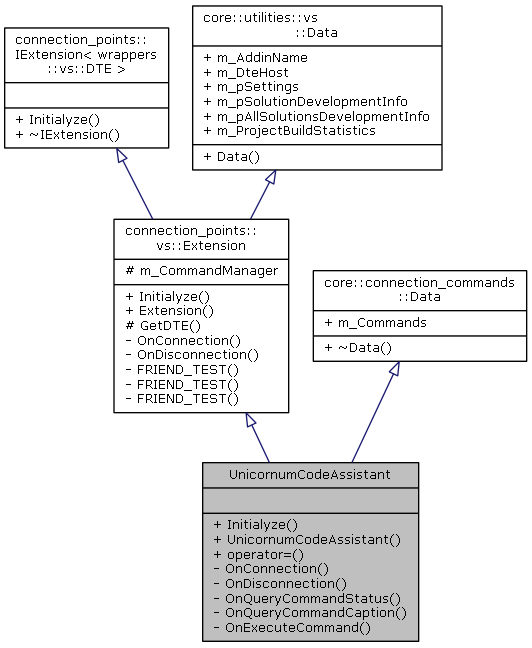 connection_points::
IExtension< wrappers
::vs::DTE >
+ Initialyze()
+ ~IExtension()
core::utilities::vs
::Data
+ m_AddinName
+ m_DteHost
+ m_pSettings
+ m_pSolutionDevelopmentInfo
+ m_pAllSolutionsDevelopmentInfo
+ m_ProjectBuildStatistics
+ Data()
connection_points::
vs::Extension
# m_CommandManager
+ Initialyze()
+ Extension()
# GetDTE()
- OnConnection()
- OnDisconnection()
- FRIEND_TEST()
- FRIEND_TEST()
- FRIEND_TEST()
core::connection_commands
::Data
+ m_Commands
+ ~Data()
UnicornumCodeAssistant
+ Initialyze()
+ UnicornumCodeAssistant()
+ operator=()
- OnConnection()
- OnDisconnection()
- OnQueryCommandStatus()
- OnQueryCommandCaption()
- OnExecuteCommand()